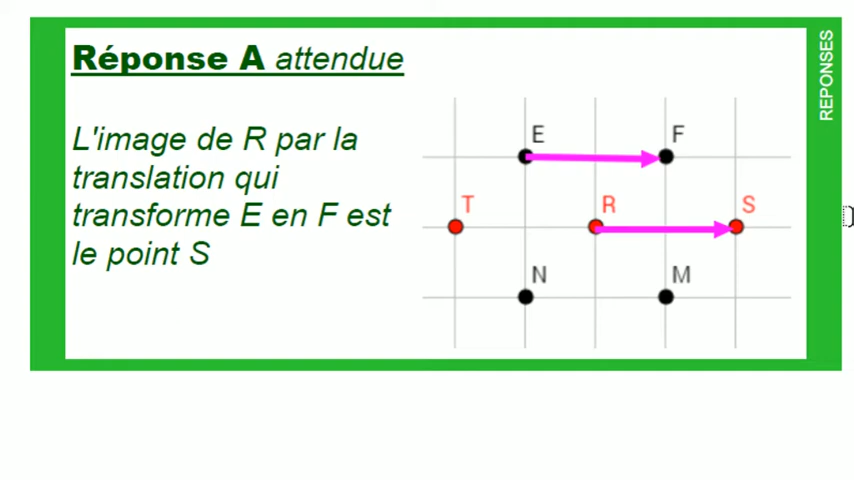 Réponse A attendue
REPONSES
L'image de R par la
translation qui
transforme E en F est
le point S
E F
T R S
N M